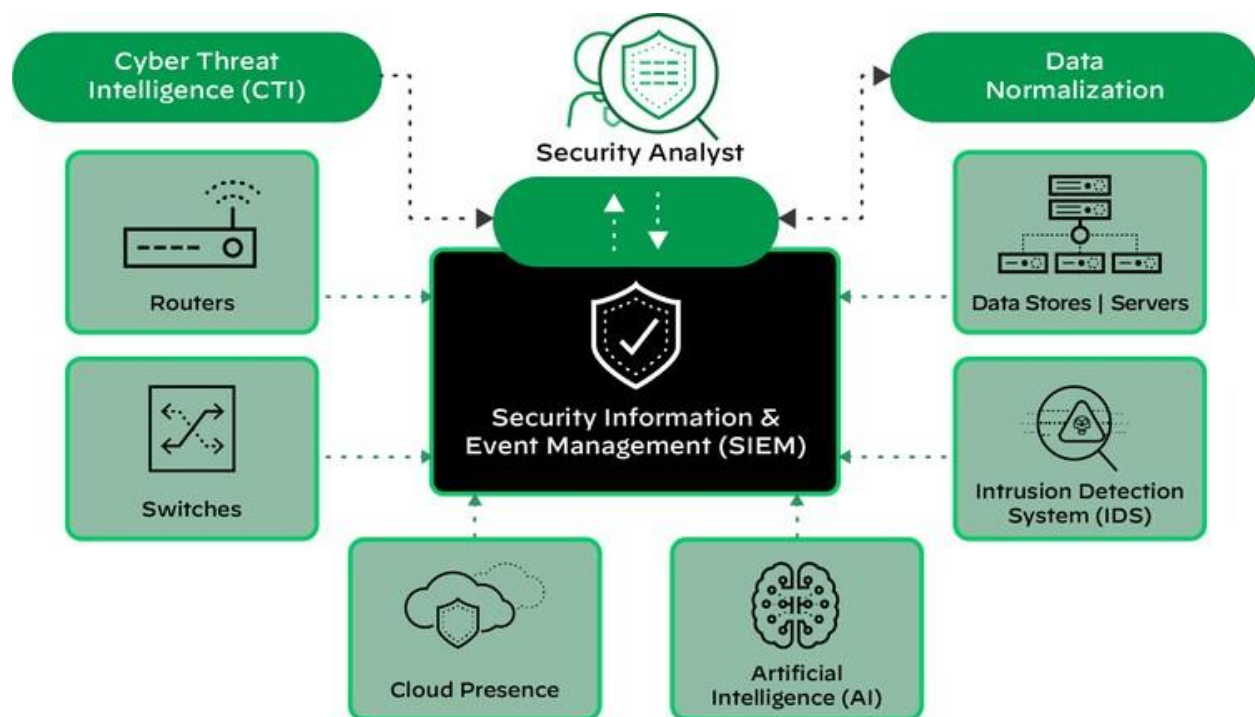 Cyber Threat
Intelligence (CTI)
Security Analyst
Data
Normalization
Routers
Data Stores | Servers
Security Information &
Event Management (SIEM)
Switches
Intrusion Detection
System (IDS)
Cloud Presence
Artificial
Intelligence (AI)